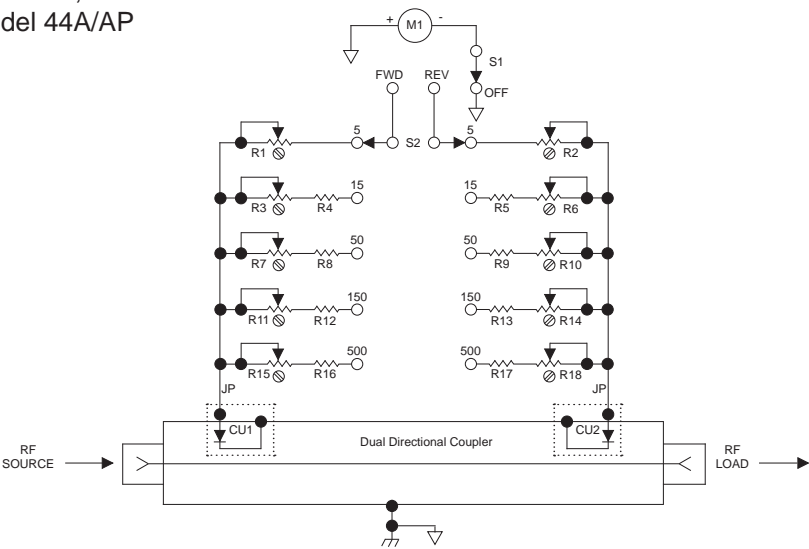 del 44A/AP
+ M1 -
S1
FWD REV
OFF
5 S2 5
R1 R2
15 15
R3 R4 R5 R6
50 50
R7 R8 R9 R10
150 150
R11 R12 R13 R14
500 500
R15 R16 R17 R18
JP JP
CU1 CU2
Dual Directional Coupler
RF
SOURCE
RF
LOAD